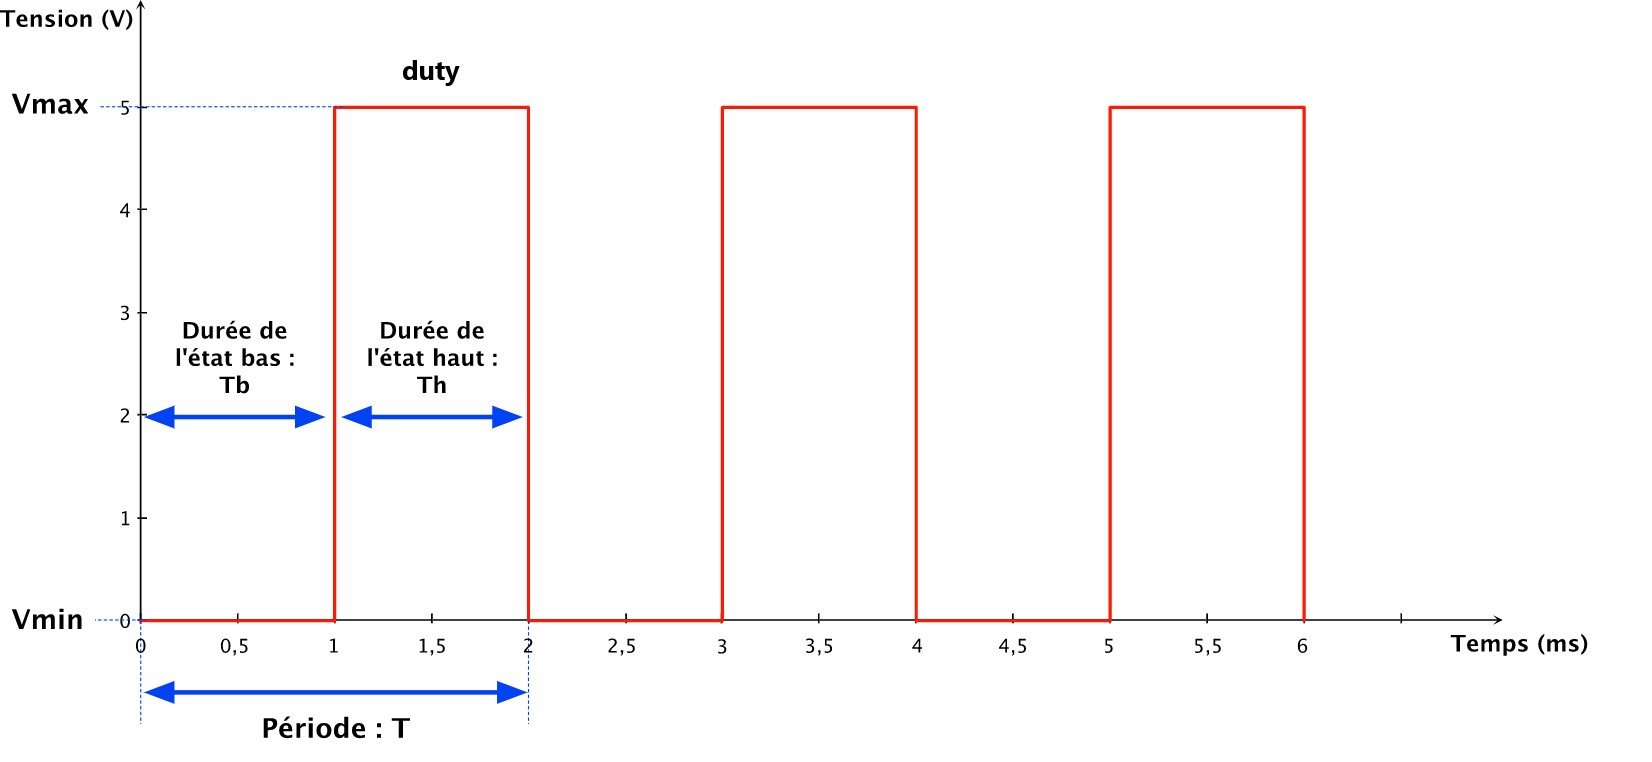 Tension (V)
duty
Vmax
5
4
3
Durée de
l'état bas :
Tb
Durée de
l'état haut :
Th
2
1
Vmin
0
0 0,5 1 1,5 2 2,5 3 3,5 4 4,5 5 5,5 6
Temps (ms)
Période : T